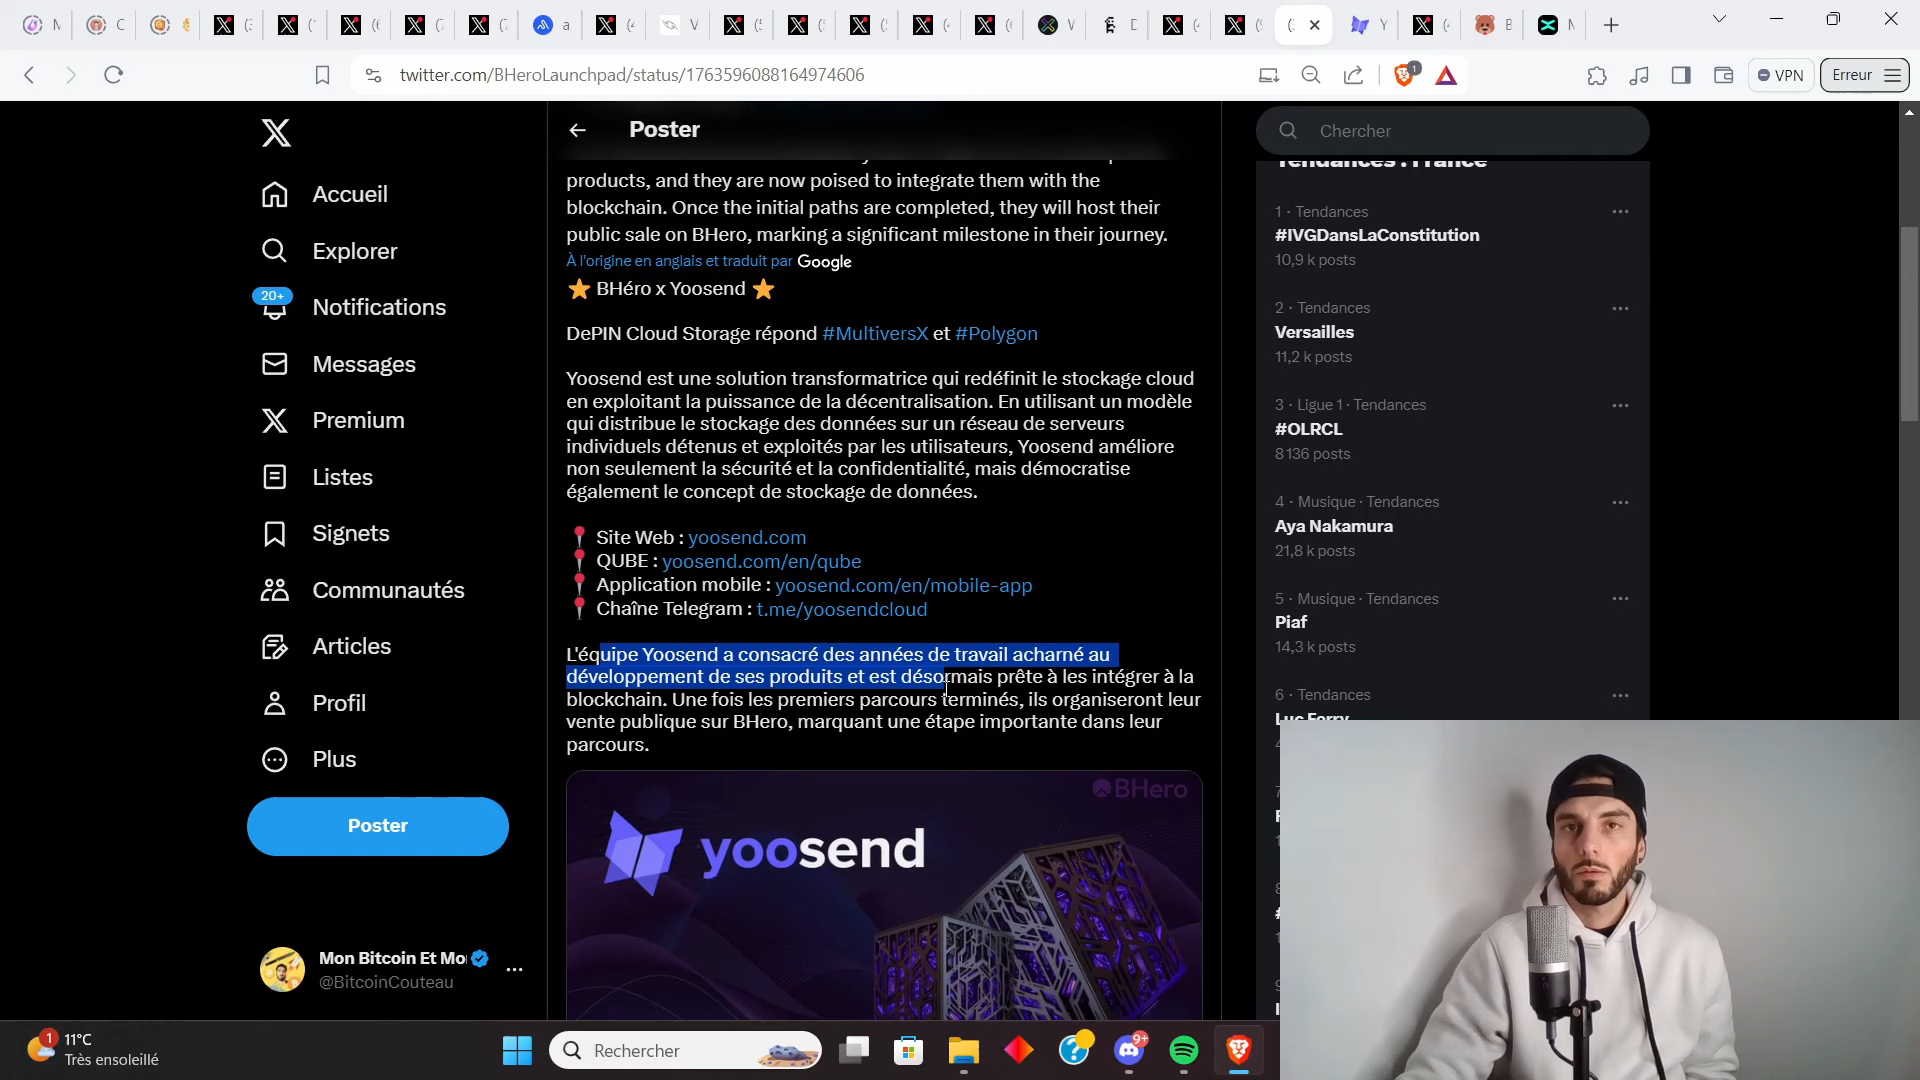 twitter.com/BHeroLaunchpad/status/1763596088164974606
1
VPN
Erreur
Poster
Chercher
products, and they are now poised to integrate them with the
blockchain. Once the initial paths are completed, they will host their
public sale on BHero, marking a significant milestone in their journey.
À l'origine en anglais et traduit par Google
⭐ BHéro x Yoosend ⭐
DePIN Cloud Storage répond #MultiversX et #Polygon
Yoosend est une solution transformatrice qui redéfinit le stockage cloud
en exploitant la puissance de la décentralisation. En utilisant un modèle
qui distribue le stockage des données sur un réseau de serveurs
individuels détenus et exploités par les utilisateurs, Yoosend améliore
non seulement la sécurité et la confidentialité, mais démocratise
également le concept de stockage de données.
📍 Site Web : yoosend.com
📍 QUBE : yoosend.com/en/qube
📍 Application mobile : yoosend.com/en/mobile-app
📍 Chaîne Telegram : t.me/yoosendcloud
L'équipe Yoosend a consacré des années de travail acharné au
développement de ses produits et est désormais prête à les intégrer à la
blockchain. Une fois les premiers parcours terminés, ils organiseront leur
vente publique sur BHero, marquant une étape importante dans leur
parcours.
BHero
yoosend
Accueil
Explorer
20+
Notifications
Messages
Premium
Listes
Signets
Communautés
Articles
Profil
Plus
Poster
Mon Bitcoin Et Mo
@BitcoinCouteau
Tendances : France
1 · Tendances
#IVGDansLaConstitution
10,9 k posts
2 · Tendances
Versailles
11,2 k posts
3 · Ligue 1 · Tendances
#OLRCL
8 136 posts
4 · Musique · Tendances
Aya Nakamura
21,8 k posts
5 · Musique · Tendances
Piaf
14,3 k posts
6 · Tendances
Luc Ferry
1
11°C
Très ensoleillé
Rechercher
9+